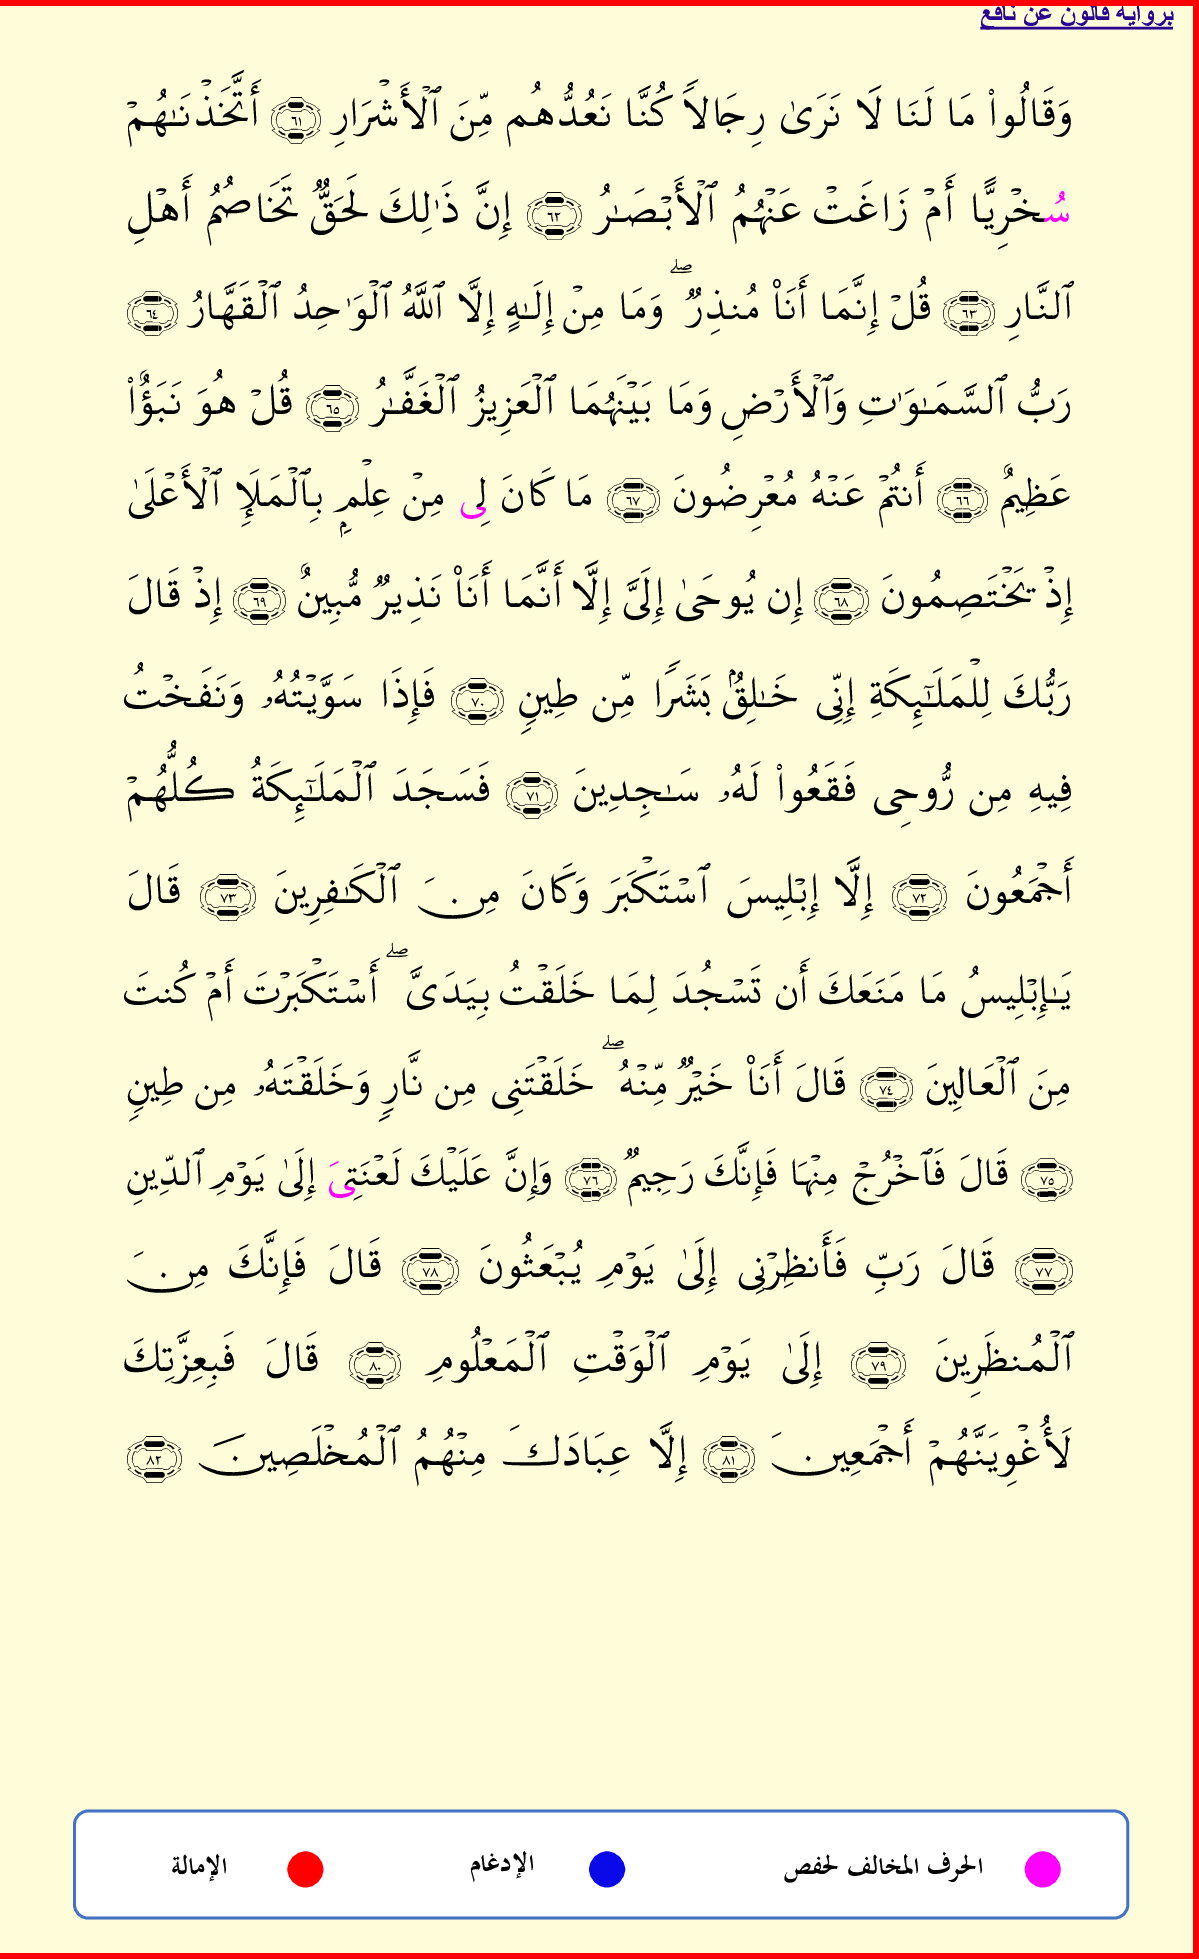 برواية قالون عن نافع
وَقَالُواْ مَا لَنَا لَا نَرَىٰ رِجَالاً كُنَّا نَعُدُّهُم مِّنَ ٱلْأَشْرَارِ ٦١ أَتَّخَذْنَـٰهُمْ
سُخْرِيًّا أَمْ زَاغَتْ عَنْهُمُ ٱلْأَبْصَـٰرُ ٦٢ إِنَّ ذَٰلِكَ لَحَقٌّ تَخَاصُمُ أَهْلِ
ٱلنَّارِ ٦٣ قُلْ إِنَّمَا أَنَاْ مُنذِرٌ ۖ وَمَا مِنْ إِلَـٰهٍ إِلَّا ٱللَّهُ ٱلْوَٰحِدُ ٱلْقَهَّارُ ٦٤
رَبُّ ٱلسَّمَـٰوَٰتِ وَٱلْأَرْضِ وَمَا بَيْنَهُمَا ٱلْعَزِيزُ ٱلْغَفَّـٰرُ ٦٥ قُلْ هُوَ نَبَؤٌاْ
عَظِيمٌ ٦٦ أَنتُمْ عَنْهُ مُعْرِضُونَ ٦٧ مَا كَانَ لِى مِنْ عِلْمٍۭ بِٱلْمَلَإِ ٱلْأَعْلَىٰ
إِذْ يَخْتَصِمُونَ ٦٨ إِن يُوحَىٰ إِلَىَّ إِلَّا أَنَّمَا أَنَاْ نَذِيرٌ مُّبِينٌ ٦٩ إِذْ قَالَ
رَبُّكَ لِلْمَلَـٰٓئِكَةِ إِنِّى خَـٰلِقٌۢ بَشَرًا مِّن طِينٍ ٧٠ فَإِذَا سَوَّيْتُهُۥ وَنَفَخْتُ
فِيهِ مِن رُّوحِى فَقَعُواْ لَهُۥ سَـٰجِدِينَ ٧١ فَسَجَدَ ٱلْمَلَـٰٓئِكَةُ كُلُّهُمْ
أَجْمَعُونَ ٧٢ إِلَّا إِبْلِيسَ ٱسْتَكْبَرَ وَكَانَ مِنَ ٱلْكَـٰفِرِينَ ٧٣ قَالَ
يَـٰإِبْلِيسُ مَا مَنَعَكَ أَن تَسْجُدَ لِمَا خَلَقْتُ بِيَدَىَّ ۖ أَسْتَكْبَرْتَ أَمْ كُنتَ
مِنَ ٱلْعَالِينَ ٧٤ قَالَ أَنَاْ خَيْرٌ مِّنْهُ ۖ خَلَقْتَنِى مِن نَّارٍ وَخَلَقْتَهُۥ مِن طِينٍ
٧٥ قَالَ فَٱخْرُجْ مِنْهَا فَإِنَّكَ رَجِيمٌ ٧٦ وَإِنَّ عَلَيْكَ لَعْنَتِىَ إِلَىٰ يَوْمِ ٱلدِّينِ
٧٧ قَالَ رَبِّ فَأَنظِرْنِى إِلَىٰ يَوْمِ يُبْعَثُونَ ٧٨ قَالَ فَإِنَّكَ مِنَ
ٱلْمُنظَرِينَ ٧٩ إِلَىٰ يَوْمِ ٱلْوَقْتِ ٱلْمَعْلُومِ ٨٠ قَالَ فَبِعِزَّتِكَ
لَأُغْوِيَنَّهُمْ أَجْمَعِينَ ٨١ إِلَّا عِبَادَكَ مِنْهُمُ ٱلْمُخْلَصِينَ ٨٢
الحرف المخالف لحفص الإدغام الإمالة